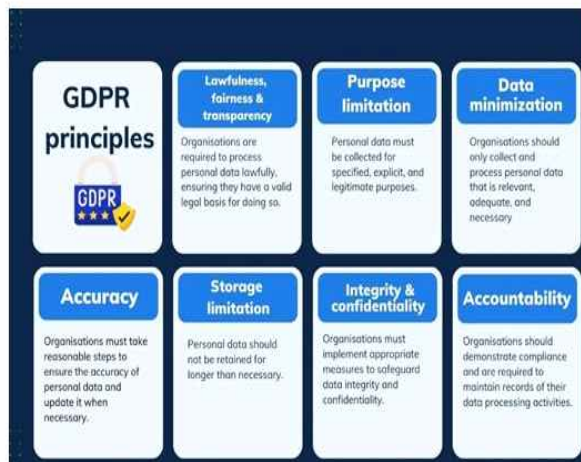 GDPR
principles
GDPR
Lawfulness,
fairness &
transparency
Organisations are
required to process
personal data lawfully,
ensuring they have a valid
legal basis for doing so.
Purpose
limitation
Personal data must
be collected for
specified, explicit, and
legitimate purposes.
Data
minimization
Organisations should
only collect and
process personal data
that is relevant,
adequate, and
necessary
Accuracy
Organisations must take
reasonable steps to
ensure the accuracy of
personal data and
update it when
necessary.
Storage
limitation
Personal data should
not be retained for
longer than necessary.
Integrity &
confidentiality
Organisations must
implement appropriate
measures to safeguard
data integrity and
confidentiality.
Accountability
Organisations should
demonstrate compliance
and are required to
maintain records of their
data processing activities.